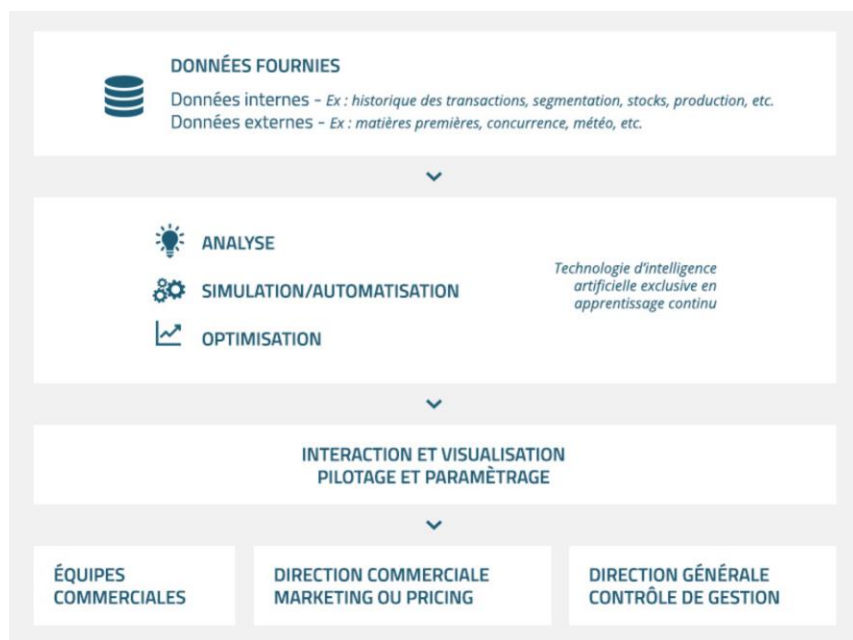 DONNÉES FOURNIES
Données internes – Ex : historique des transactions, segmentation, stocks, production, etc.
Données externes – Ex : matières premières, concurrence, météo, etc.
ANALYSE
SIMULATION/AUTOMATISATION
OPTIMISATION
Technologie d'intelligence
artificielle exclusive en
apprentissage continu
INTERACTION ET VISUALISATION
PILOTAGE ET PARAMÈTRAGE
ÉQUIPES
COMMERCIALES
DIRECTION COMMERCIALE
MARKETING OU PRICING
DIRECTION GÉNÉRALE
CONTRÔLE DE GESTION